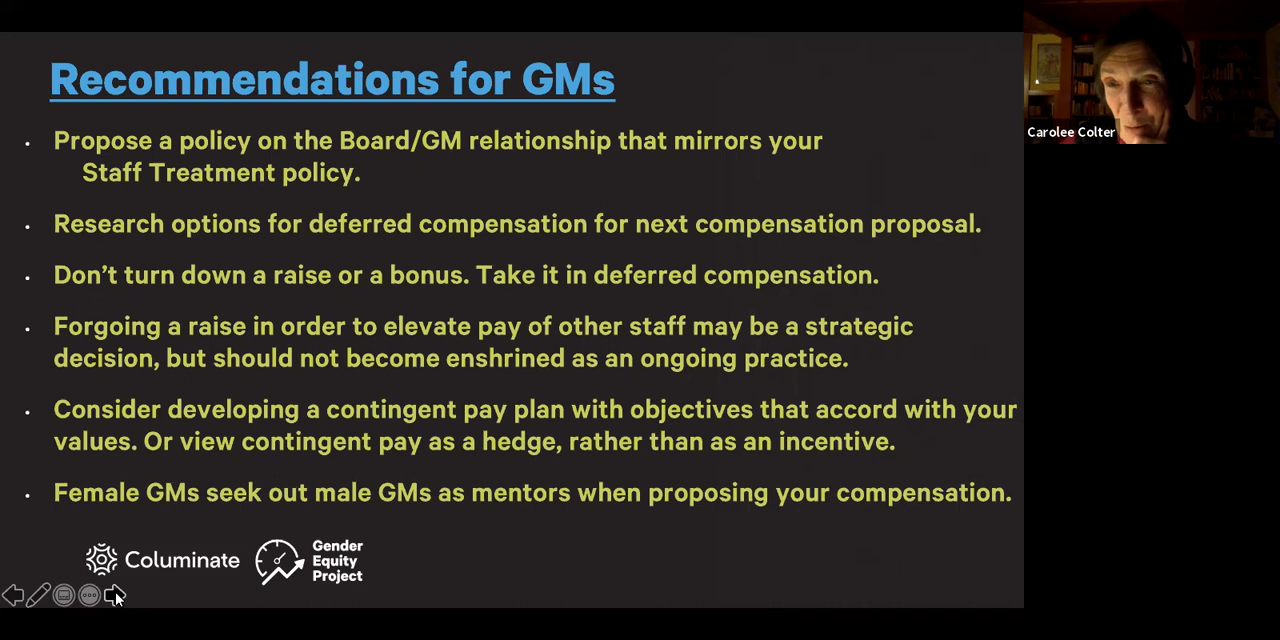 Recommendations for GMs
Carolee Colter
· Propose a policy on the Board/GM relationship that mirrors your
Staff Treatment policy.
· Research options for deferred compensation for next compensation proposal.
· Don’t turn down a raise or a bonus. Take it in deferred compensation.
· Forgoing a raise in order to elevate pay of other staff may be a strategic
decision, but should not become enshrined as an ongoing practice.
· Consider developing a contingent pay plan with objectives that accord with your
values. Or view contingent pay as a hedge, rather than as an incentive.
· Female GMs seek out male GMs as mentors when proposing your compensation.
Columinate
Gender
Equity
Project